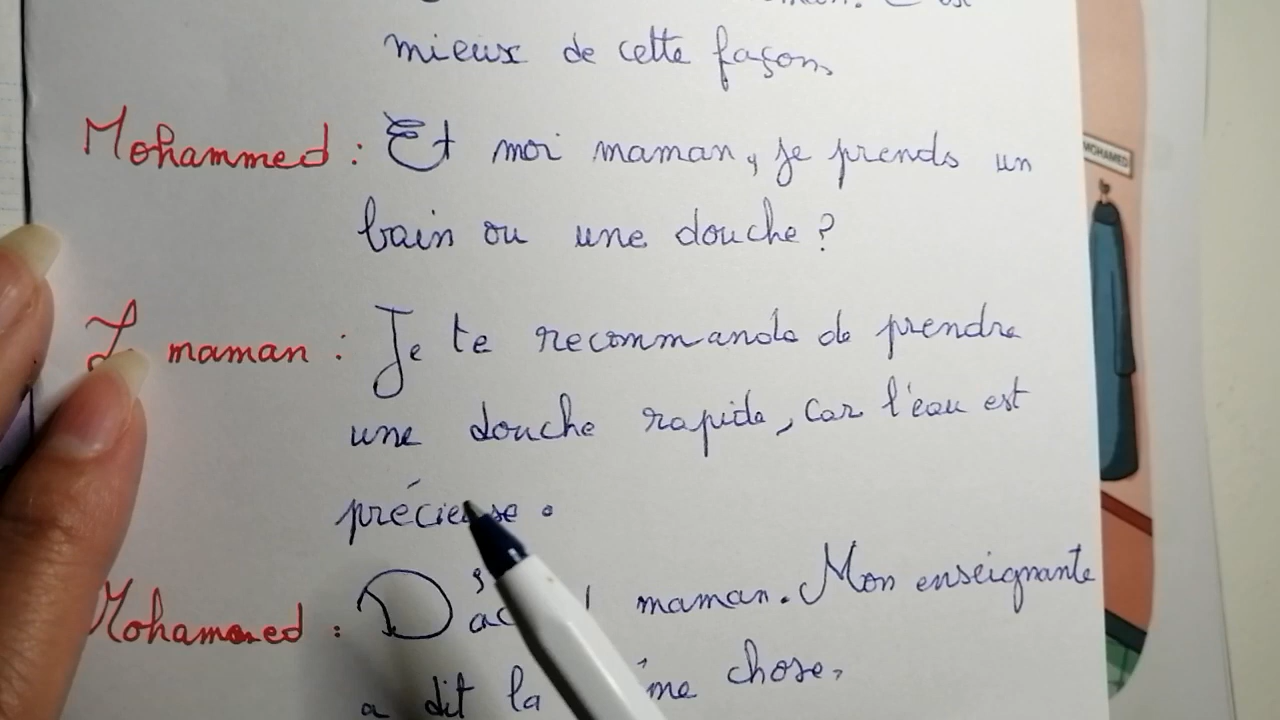 mieux de cette façon,
Mohammed : Et moi maman, je prends un
bain ou une douche ?
maman : Je te recommande de prendre
une douche rapide, car l'eau est
précieuse.
Mohammed : maman. Mon enseignante
a dit la chose,
MOHAMED